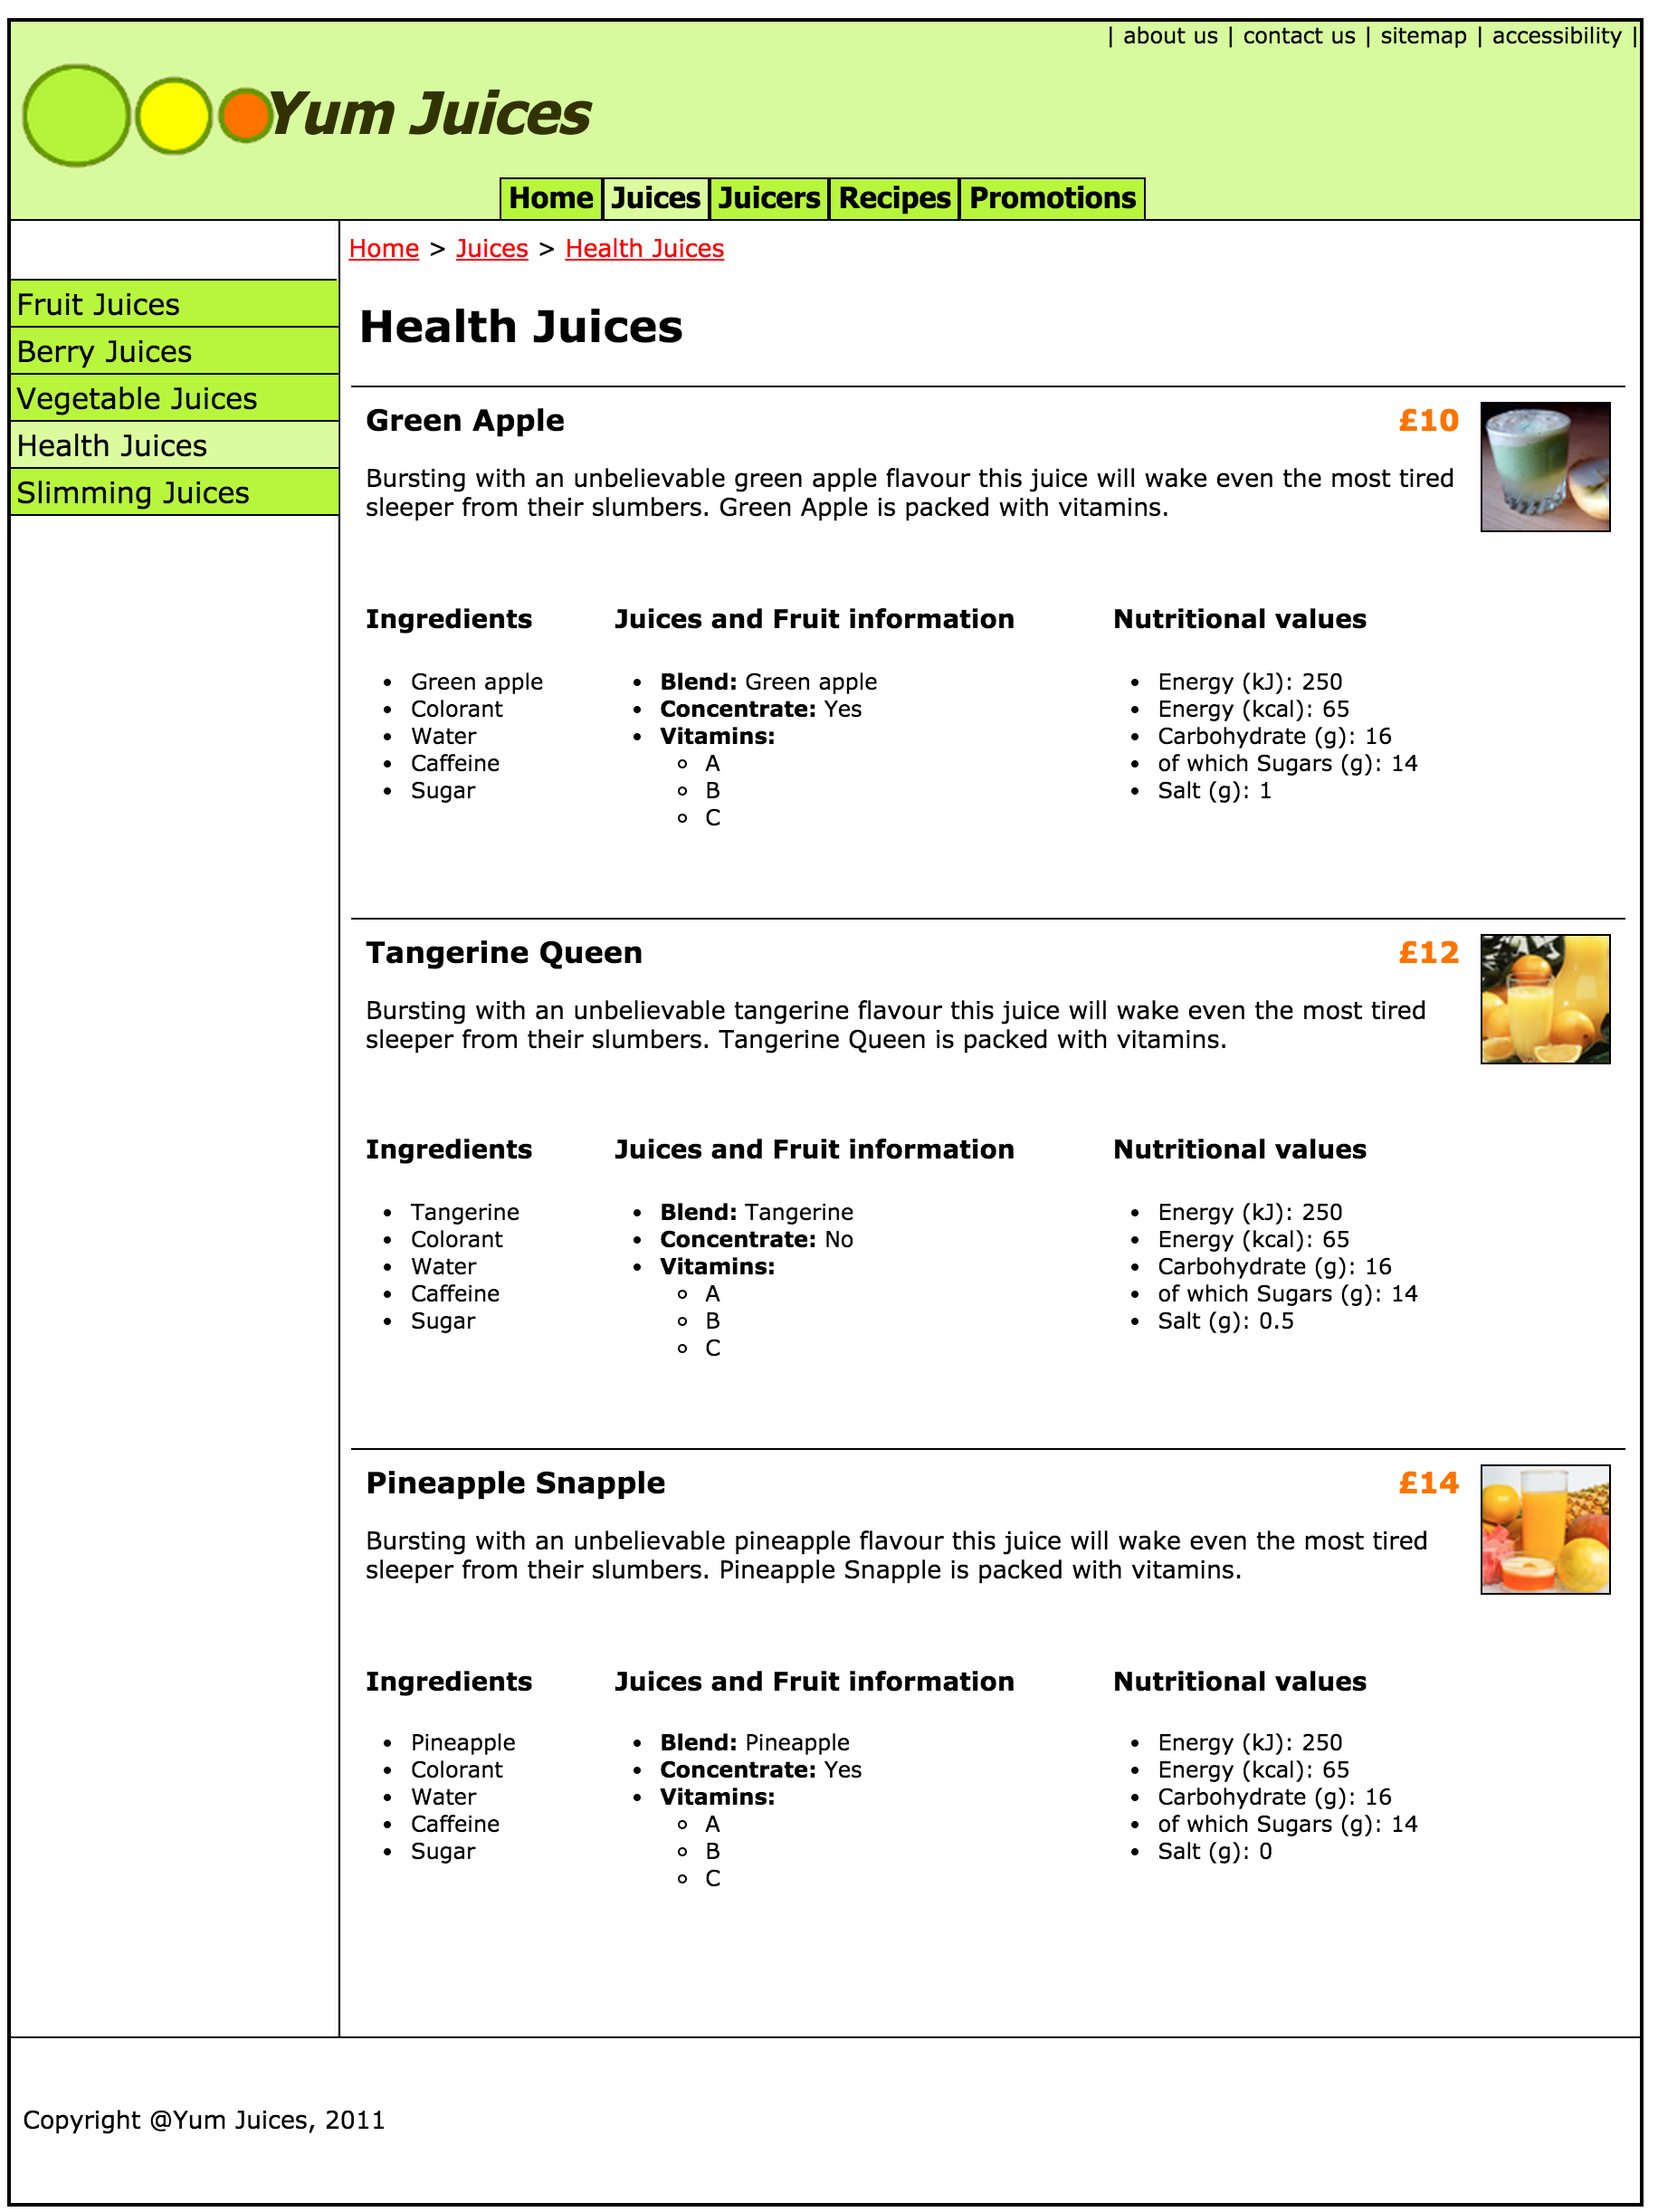 | about us | contact us | sitemap | accessibility |
Yum Juices
Home Juices Juicers Recipes Promotions
Home > Juices > Health Juices
Fruit Juices
Berry Juices
Vegetable Juices
Health Juices
Slimming Juices
Health Juices
Green Apple £10
Bursting with an unbelievable green apple flavour this juice will wake even the most tired
sleeper from their slumbers. Green Apple is packed with vitamins.
Ingredients
Green apple
Colorant
Water
Caffeine
Sugar
Juices and Fruit information
Blend: Green apple
Concentrate: Yes
Vitamins:
A
B
C
Nutritional values
Energy (kJ): 250
Energy (kcal): 65
Carbohydrate (g): 16
of which Sugars (g): 14
Salt (g): 1
Tangerine Queen £12
Bursting with an unbelievable tangerine flavour this juice will wake even the most tired
sleeper from their slumbers. Tangerine Queen is packed with vitamins.
Ingredients
Tangerine
Colorant
Water
Caffeine
Sugar
Juices and Fruit information
Blend: Tangerine
Concentrate: No
Vitamins:
A
B
C
Nutritional values
Energy (kJ): 250
Energy (kcal): 65
Carbohydrate (g): 16
of which Sugars (g): 14
Salt (g): 0.5
Pineapple Snapple £14
Bursting with an unbelievable pineapple flavour this juice will wake even the most tired
sleeper from their slumbers. Pineapple Snapple is packed with vitamins.
Ingredients
Pineapple
Colorant
Water
Caffeine
Sugar
Juices and Fruit information
Blend: Pineapple
Concentrate: Yes
Vitamins:
A
B
C
Nutritional values
Energy (kJ): 250
Energy (kcal): 65
Carbohydrate (g): 16
of which Sugars (g): 14
Salt (g): 0
Copyright @Yum Juices, 2011